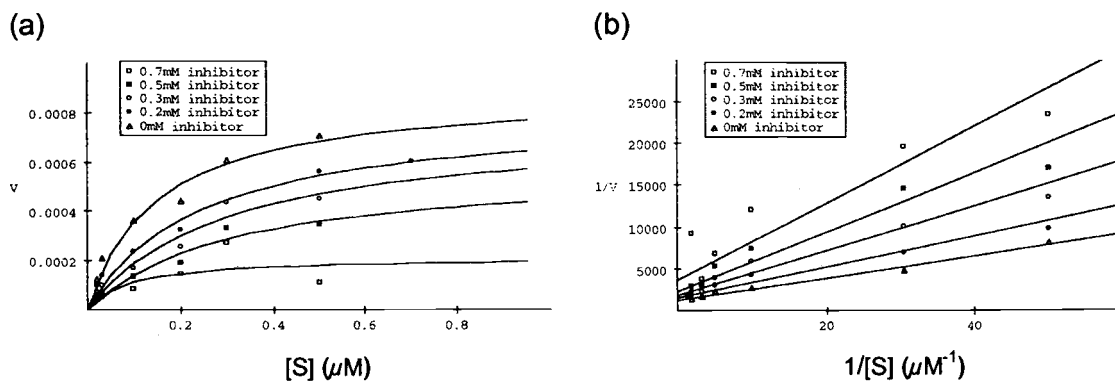 (a)
0.7mM inhibitor
0.5mM inhibitor
0.3mM inhibitor
0.2mM inhibitor
0mM inhibitor
0.0008
0.0006
V
0.0004
0.0002
0.2
0.4
0.6
0.8
[S] (µM)
(b)
0.7mM inhibitor
0.5mM inhibitor
0.3mM inhibitor
0.2mM inhibitor
0mM inhibitor
25000
20000
1/V
15000
10000
5000
20
40
1/[S] (µM⁻¹)